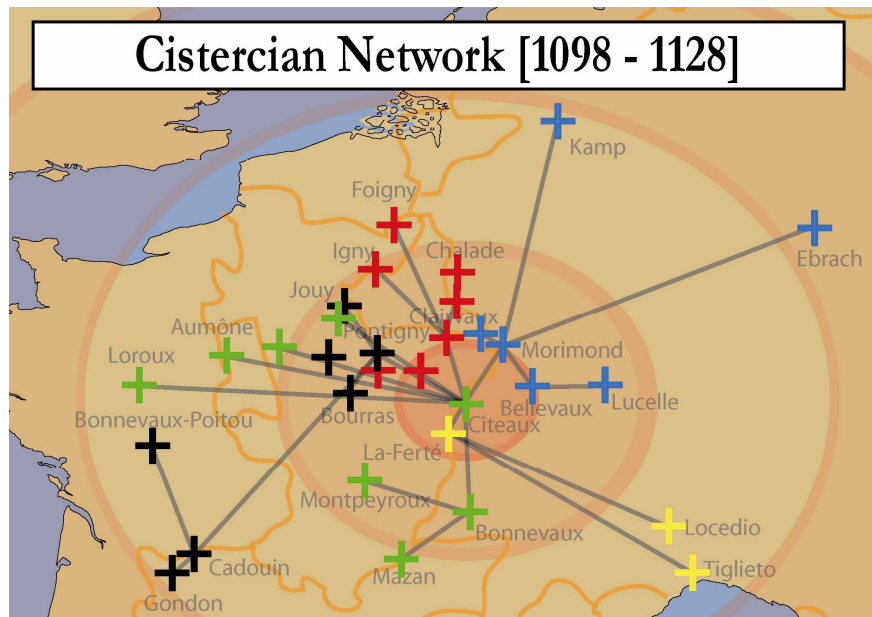 Cistercian Network [1098 - 1128]
Kamp
Foigny
Ebrach
Igny
Chalade
Jouy
Clairvaux
Aumône
Pontigny
Morimond
Loroux
Bellevaux
Lucelle
Bonnevaux-Poitou
Bourras
Cîteaux
La-Ferté
Montpeyroux
Locedio
Bonnevaux
Cadouin
Mazan
Tiglieto
Gondon